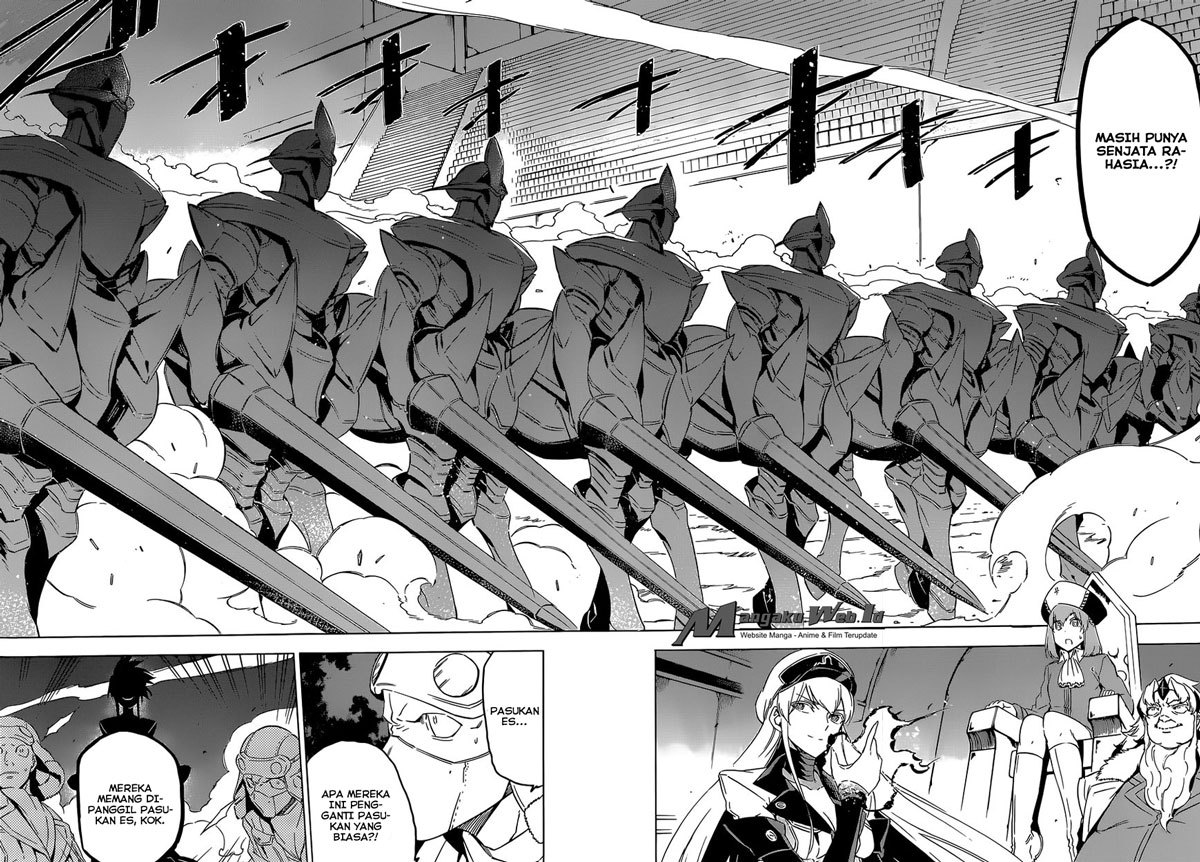 MASIH PUNYA
SENJATA RA-
HASIA...?!
Mangaku.Web.Id
Website Manga - Anime & Film Terupdate
PASUKAN
ES...
APA MEREKA
INI PENG-
GANTI PASU-
KAN YANG
BIASA?!
MEREKA
MEMANG DI-
PANGGIL PASU-
KAN ES, KOK.